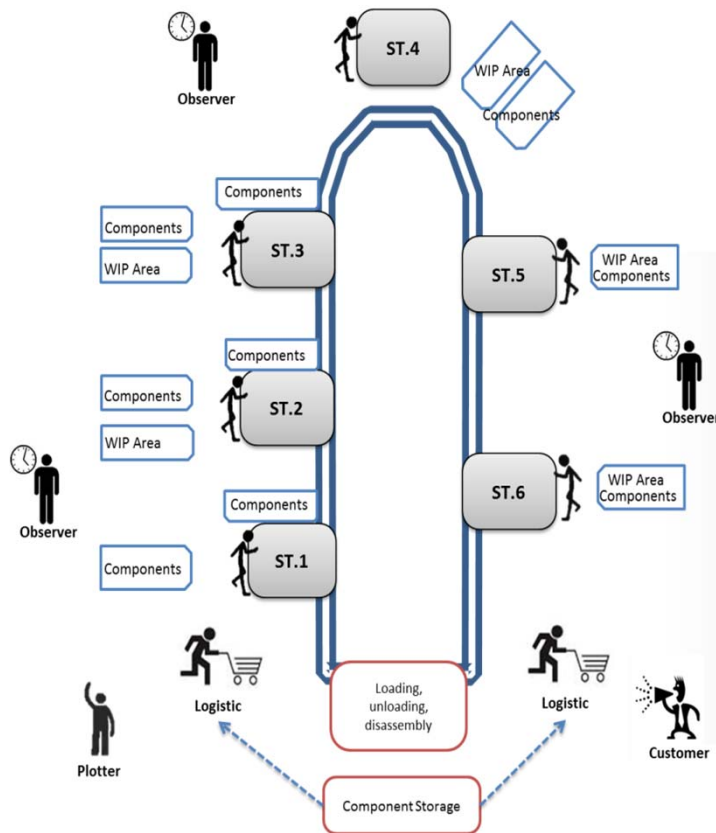 ST.4
WIP Area
Components
Observer
Components
Components
WIP Area
ST.3
ST.5
WIP Area
Components
Components
Components
WIP Area
ST.2
Observer
Observer
Components
Components
ST.1
ST.6
WIP Area
Components
Logistic
Plotter
Loading,
unloading,
disassembly
Logistic
Customer
Component Storage